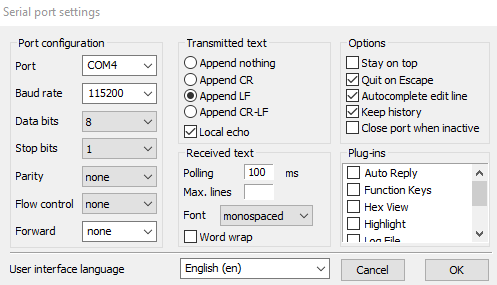 Serial port settings
Port configuration
Port COM4
Baud rate 115200
Data bits 8
Stop bits 1
Parity none
Flow control none
Forward none
Transmitted text
Append nothing
Append CR
Append LF
Append CR-LF
Local echo
Received text
Polling 100 ms
Max. lines
Font monospaced
Word wrap
Options
Stay on top
Quit on Escape
Autocomplete edit line
Keep history
Close port when inactive
Plug-ins
Auto Reply
Function Keys
Hex View
Highlight
Log File
User interface language English (en)
Cancel
OK